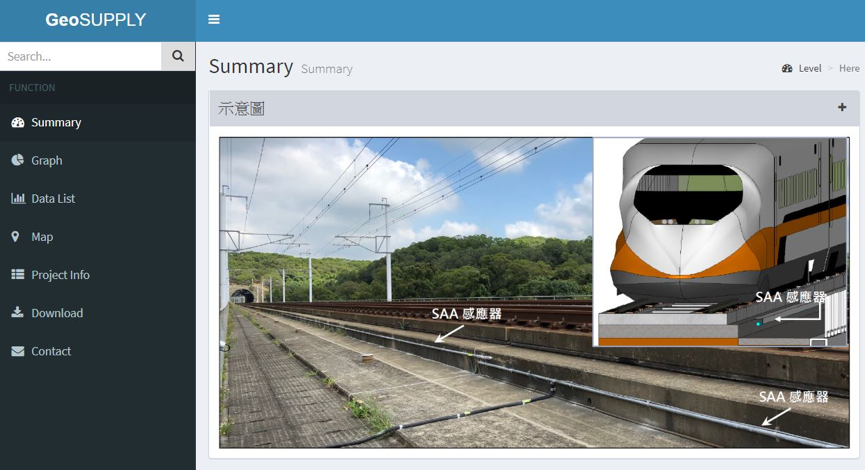 GeoSUPPLY
Search...
FUNCTION
Summary
Graph
Data List
Map
Project Info
Download
Contact
Summary Summary
Level > Here
示意圖
SAA 感應器
SAA 感應器
SAA 感應器